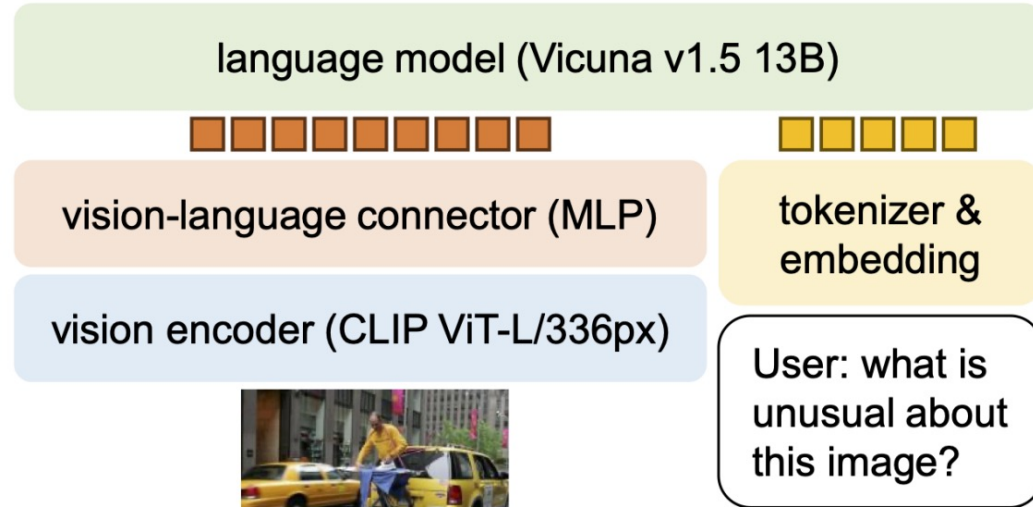 language model (Vicuna v1.5 13B)
vision-language connector (MLP)
tokenizer &
embedding
vision encoder (CLIP ViT-L/336px)
User: what is
unusual about
this image?